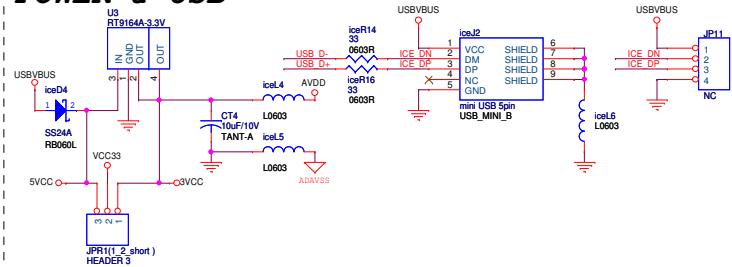 POWER & USB
U3
RT9164A-3.3V
IN
GND
OUT
OUT
3
1
2
4
USBVBUS
iceD4
1
2
SS24A
RB060L
VCC33
5VCC
3VCC
3
2
1
JPR1(1_2_short )
HEADER 3
iceL4
AVDD
L0603
CT4
10uF/10V
TANT-A
iceL5
L0603
ADAVSS
iceR14
33
0603R
USB D-
ICE_DN
USB D+
ICE_DP
iceR16
33
0603R
USBVBUS
iceJ2
1
2
3
4
5
VCC
DM
DP
NC
GND
SHIELD
SHIELD
SHIELD
SHIELD
6
7
8
9
mini USB 5pin
USB_MINI_B
iceL6
L0603
USBVBUS
JP11
ICE_DN
ICE_DP
1
2
3
4
NC